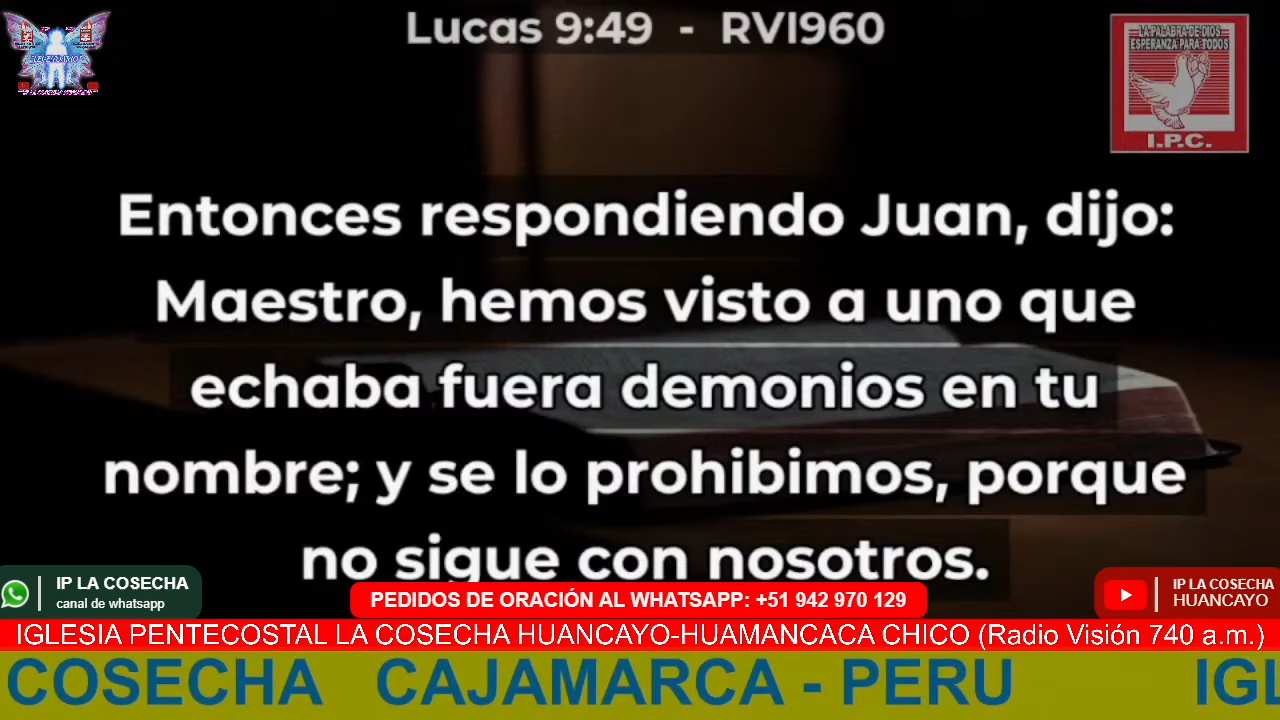 Lucas 9:49 - RVI960
LA PALABRA DE DIOS
ESPERANZA PARA TODOS
I.P.C.
Entonces respondiendo Juan, dijo:
Maestro, hemos visto a uno que
echaba fuera demonios en tu
nombre; y se lo prohibimos, porque
no sigue con nosotros.
IP LA COSECHA
canal de whatsapp
PEDIDOS DE ORACIÓN AL WHATSAPP: +51 942 970 129
IP LA COSECHA
HUANCAYO
IGLESIA PENTECOSTAL LA COSECHA HUANCAYO-HUAMANCACA CHICO (Radio Visión 740 a.m.)
COSECHA CAJAMARCA - PERU IGL